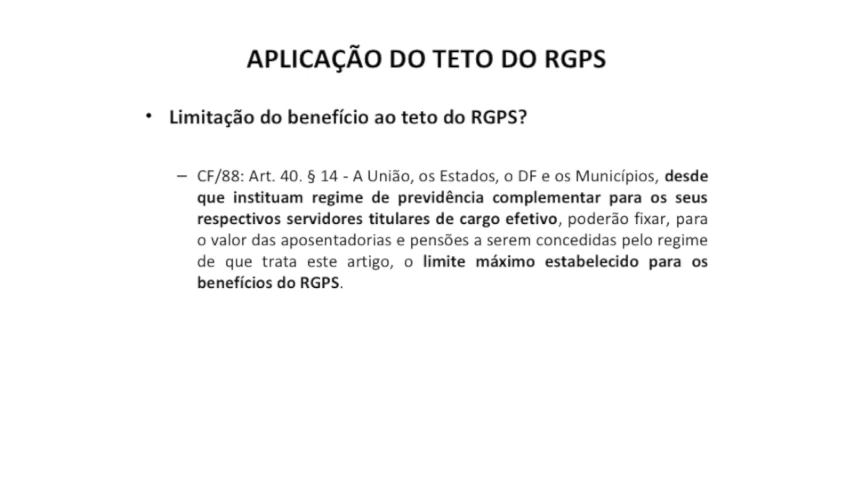 APLICAÇÃO DO TETO DO RGPS
• Limitação do benefício ao teto do RGPS?
– CF/88: Art. 40. § 14 - A União, os Estados, o DF e os Municípios, desde
que instituam regime de previdência complementar para os seus
respectivos servidores titulares de cargo efetivo, poderão fixar, para
o valor das aposentadorias e pensões a serem concedidas pelo regime
de que trata este artigo, o limite máximo estabelecido para os
benefícios do RGPS.